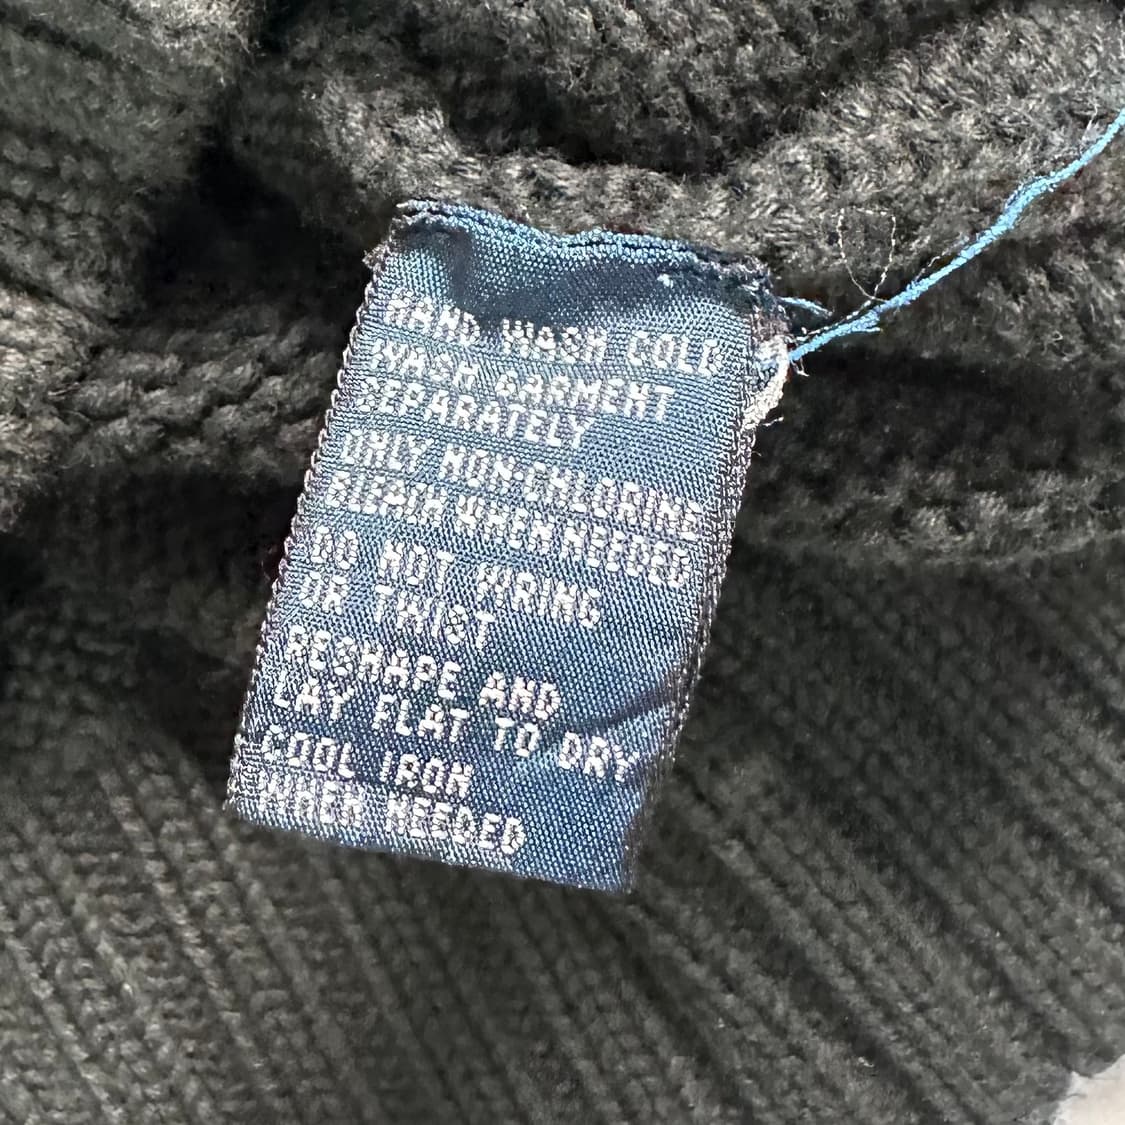 HAND WASH COLD
WASH GARMENT
SEPARATELY
ONLY NON-CHLORINE
BLEACH WHEN NEEDED
DO NOT WRING
OR TWIST
RESHAPE AND
LAY FLAT TO DRY
COOL IRON
WHEN NEEDED